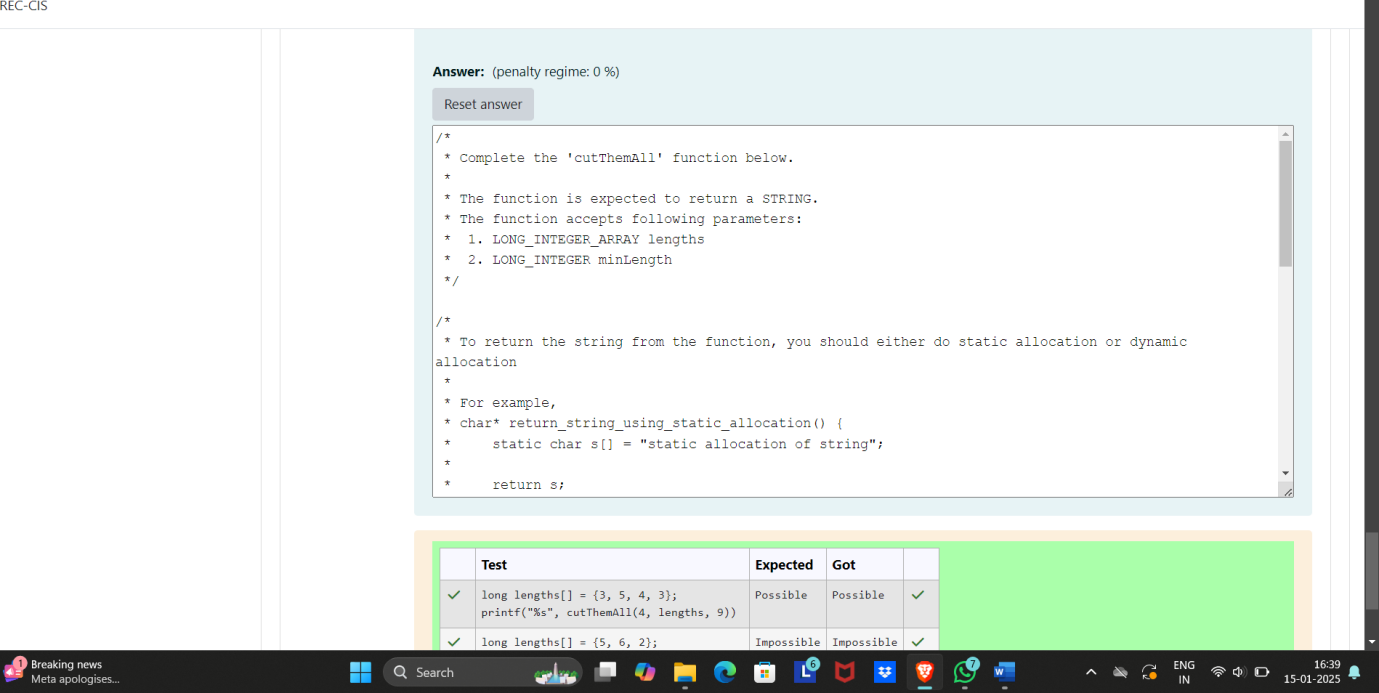 REC-CIS
Answer: (penalty regime: 0 %)
Reset answer
/*
 * Complete the 'cutThemAll' function below.
 *
 * The function is expected to return a STRING.
 * The function accepts following parameters:
 *  1. LONG_INTEGER_ARRAY lengths
 *  2. LONG_INTEGER minLength
 */
/*
 * To return the string from the function, you should either do static allocation or dynamic
allocation
 *
 * For example,
 * char* return_string_using_static_allocation() {
 *     static char s[] = "static allocation of string";
 *
 *     return s;
Test Expected Got
long lengths[] = {3, 5, 4, 3}; Possible Possible
printf("%s", cutThemAll(4, lengths, 9))
long lengths[] = {5, 6, 2}; Impossible Impossible
1 Breaking news
Meta apologises...
Search
L 6
7
W
ENG
IN
16:39
15-01-2025